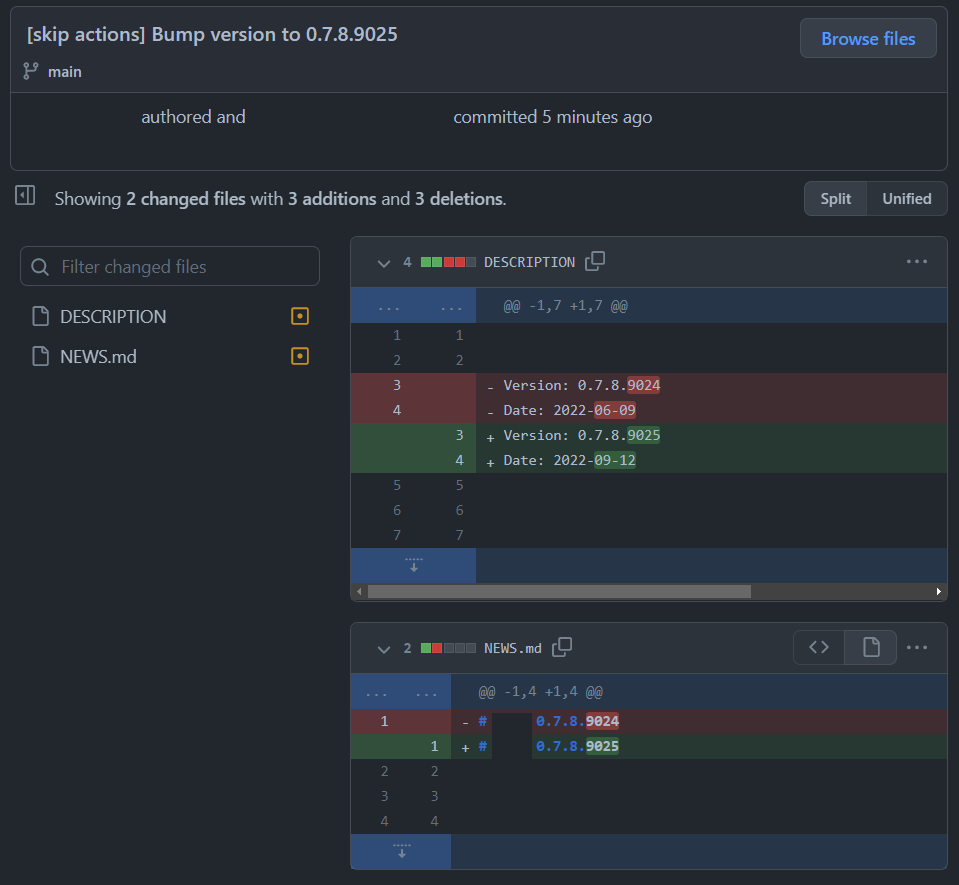 [skip actions] Bump version to 0.7.8.9025
Browse files
main
authored and committed 5 minutes ago
Showing 2 changed files with 3 additions and 3 deletions.
Split Unified
Filter changed files
DESCRIPTION
NEWS.md
4 DESCRIPTION ...
... ... @@ -1,7 +1,7 @@
1 1
2 2
3 - Version: 0.7.8.9024
4 - Date: 2022-06-09
3 + Version: 0.7.8.9025
4 + Date: 2022-09-12
5 5
6 6
7 7
2 NEWS.md <> ...
... ... @@ -1,4 +1,4 @@
1 - # 0.7.8.9024
1 + # 0.7.8.9025
2 2
3 3
4 4